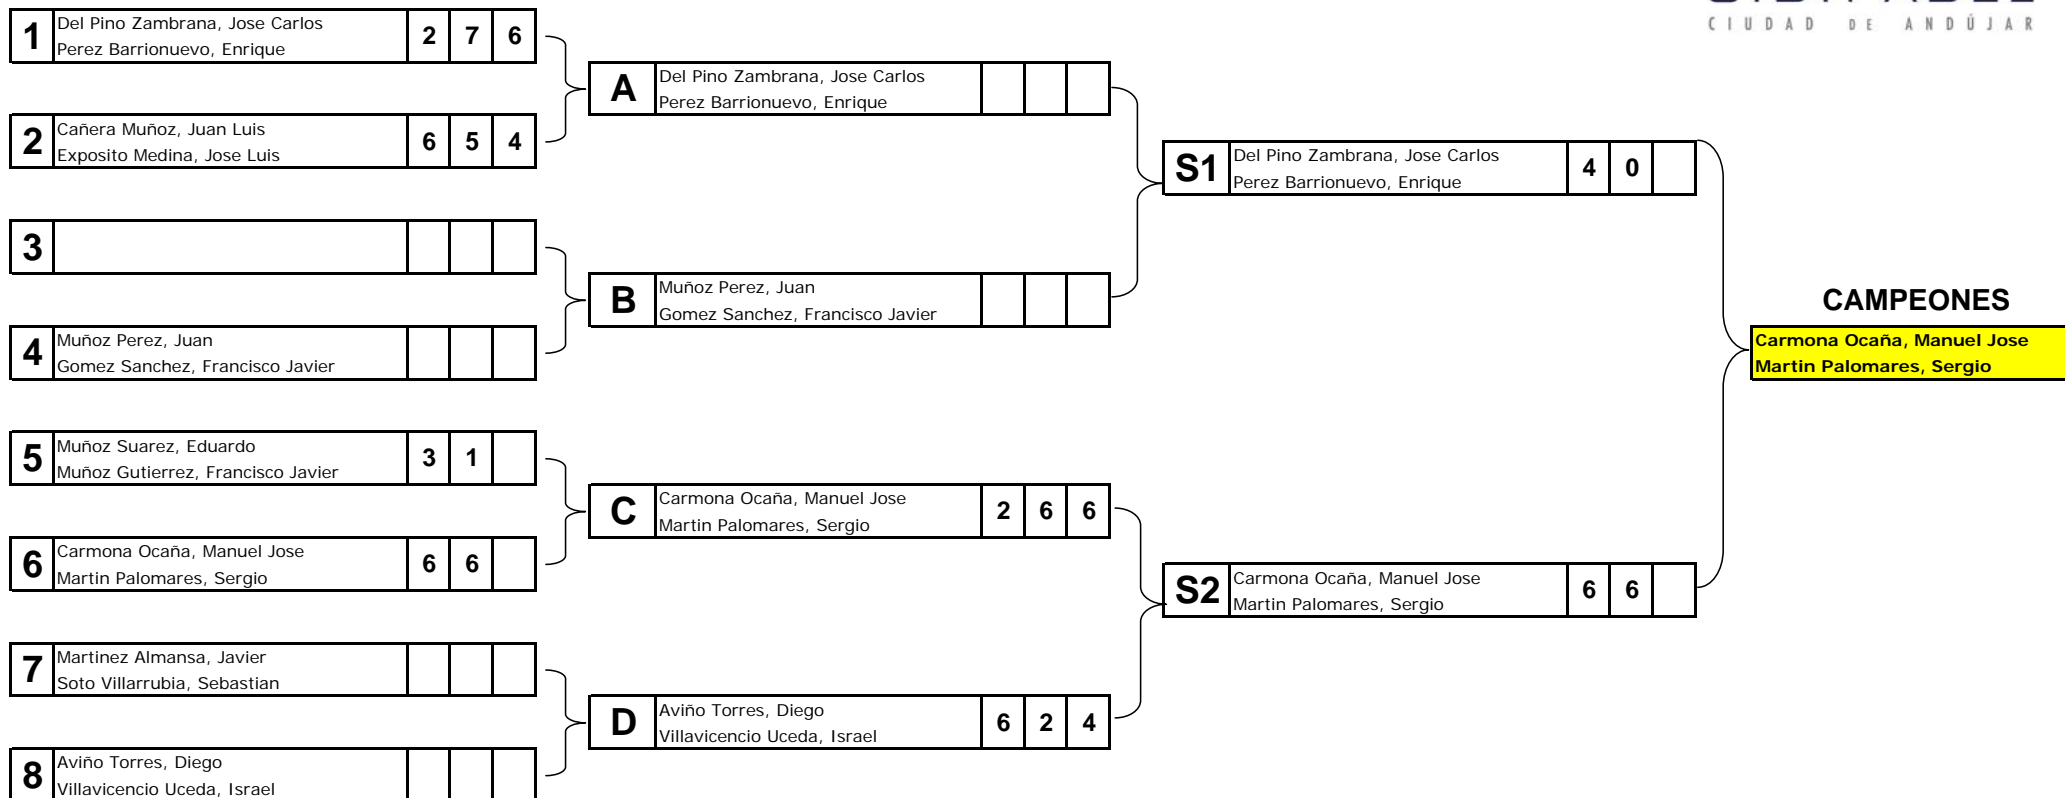 CIUDAD DE ANDÚJAR
1 Del Pino Zambrana, Jose Carlos 2 7 6
Perez Barrionuevo, Enrique
A Del Pino Zambrana, Jose Carlos
Perez Barrionuevo, Enrique
2 Cañera Muñoz, Juan Luis 6 5 4
Exposito Medina, Jose Luis
S1 Del Pino Zambrana, Jose Carlos 4 0
Perez Barrionuevo, Enrique
3
B Muñoz Perez, Juan
Gomez Sanchez, Francisco Javier
CAMPEONES
Carmona Ocaña, Manuel Jose
Martin Palomares, Sergio
4 Muñoz Perez, Juan
Gomez Sanchez, Francisco Javier
5 Muñoz Suarez, Eduardo 3 1
Muñoz Gutierrez, Francisco Javier
C Carmona Ocaña, Manuel Jose 2 6 6
Martin Palomares, Sergio
6 Carmona Ocaña, Manuel Jose 6 6
Martin Palomares, Sergio
S2 Carmona Ocaña, Manuel Jose 6 6
Martin Palomares, Sergio
7 Martinez Almansa, Javier
Soto Villarrubia, Sebastian
D Aviño Torres, Diego 6 2 4
Villavicencio Uceda, Israel
8 Aviño Torres, Diego
Villavicencio Uceda, Israel